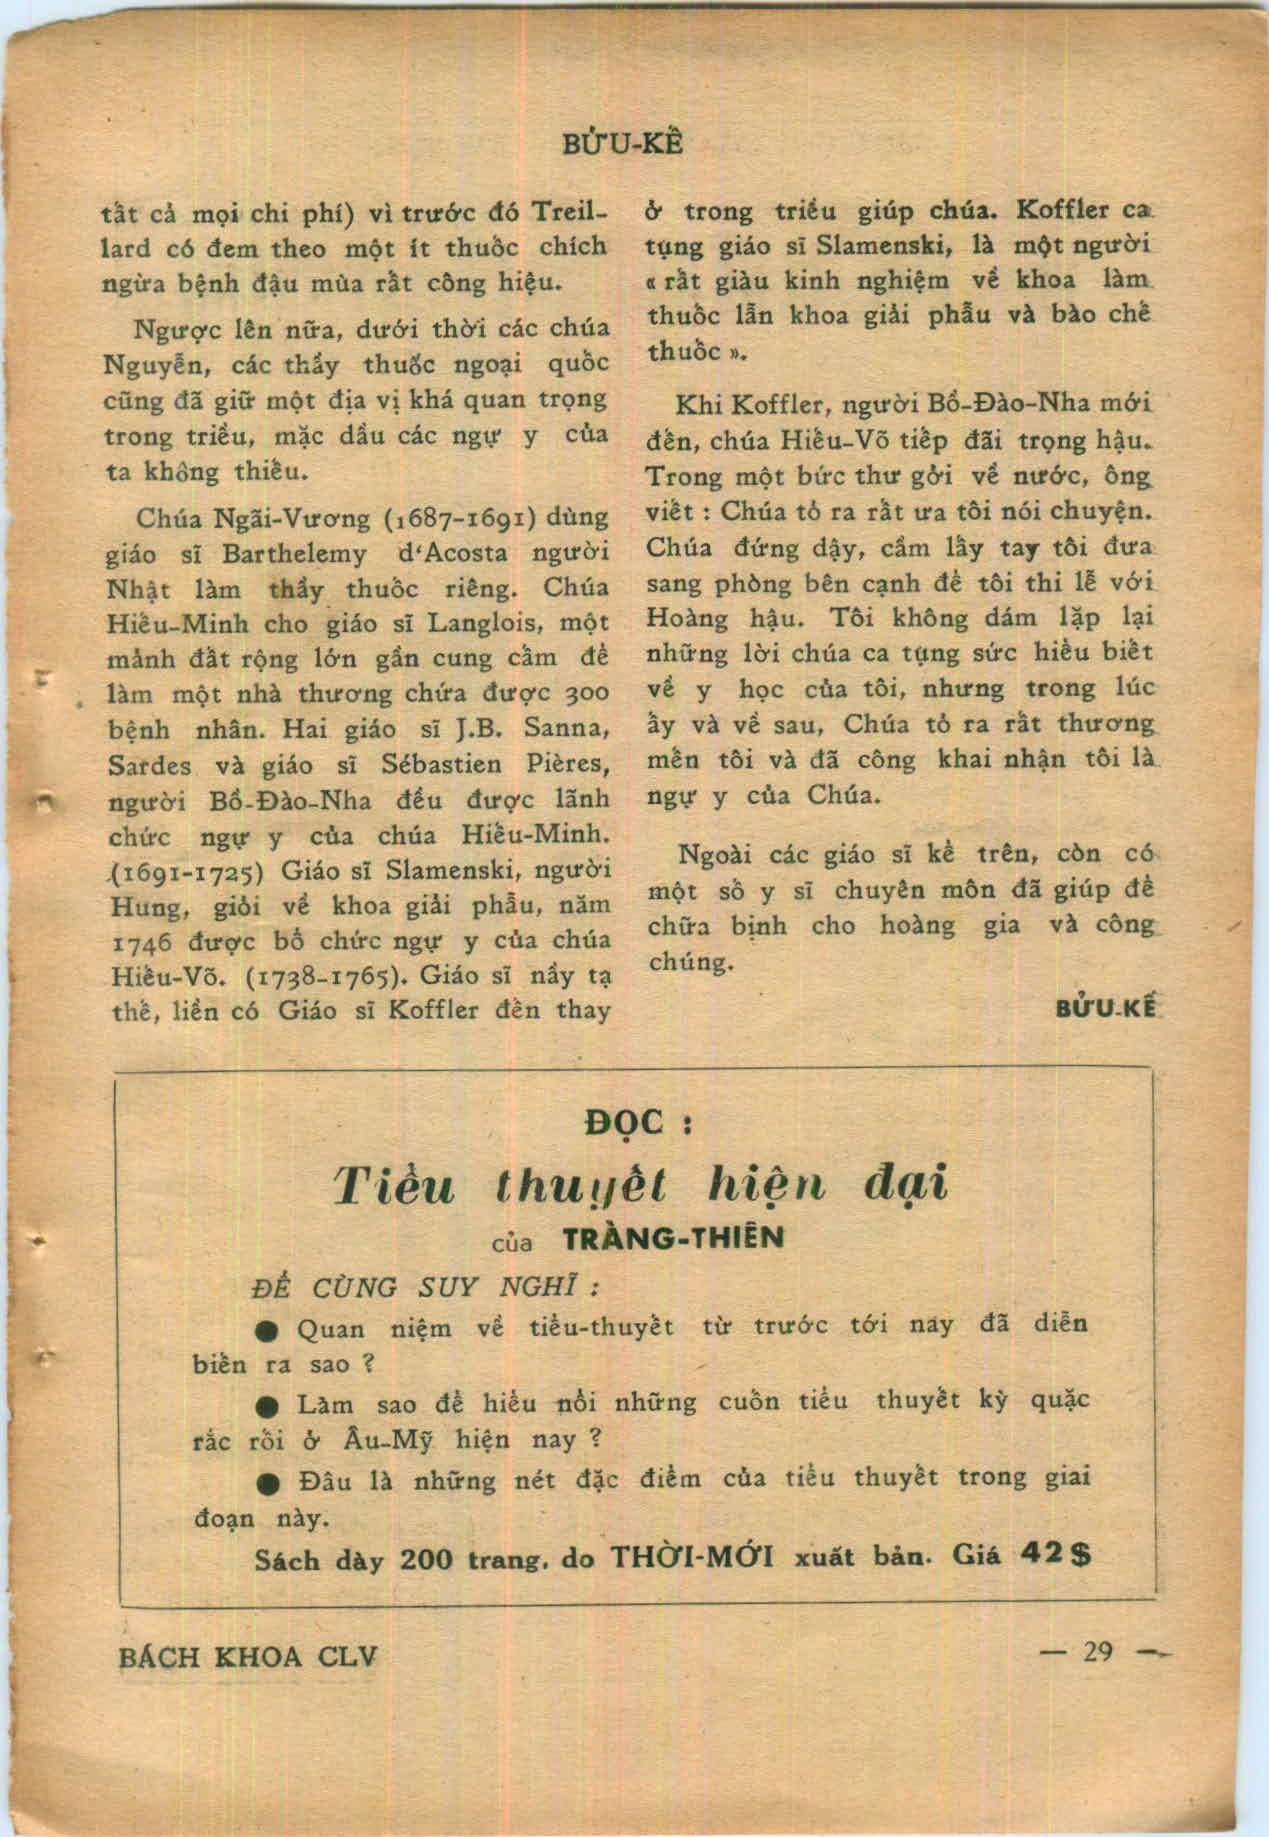 BỬU-KẾ
tất cả mọi chi phí) vì trước đó Treil-
lard có đem theo một ít thuốc chích
ngừa bệnh đậu mùa rất công hiệu.
Ngược lên nữa, dưới thời các chúa
Nguyễn, các thầy thuốc ngoại quốc
cũng đã giữ một địa vị khá quan trọng
trong triều, mặc dầu các ngự y của
ta không thiếu.
Chúa Ngãi-Vương (1687-1691) dùng
giáo sĩ Barthelemy d'Acosta người
Nhật làm thầy thuốc riêng. Chúa
Hiếu-Minh cho giáo sĩ Langlois, một
mảnh đất rộng lớn gần cung cấm để
làm một nhà thương chứa được 300
bệnh nhân. Hai giáo sĩ J.B. Sanna,
Sardes và giáo sĩ Sébastien Pières,
người Bồ-Đào-Nha đều được lãnh
chức ngự y của chúa Hiếu-Minh.
(1691-1725) Giáo sĩ Slamenski, người
Hung, giỏi về khoa giải phẫu, năm
1746 được bổ chức ngự y của chúa
Hiếu-Võ. (1738-1765). Giáo sĩ nầy tạ
thế, liền có Giáo sĩ Koffler đến thay
ở trong triều giúp chúa. Koffler ca
tụng giáo sĩ Slamenski, là một người
« rất giàu kinh nghiệm về khoa làm
thuốc lẫn khoa giải phẫu và bào chế
thuốc ».
Khi Koffler, người Bồ-Đào-Nha mới
đến, chúa Hiếu-Võ tiếp đãi trọng hậu.
Trong một bức thư gởi về nước, ông
viết : Chúa tỏ ra rất ưa tôi nói chuyện.
Chúa đứng dậy, cầm lấy tay tôi đưa
sang phòng bên cạnh để tôi thi lễ với
Hoàng hậu. Tôi không dám lặp lại
những lời chúa ca tụng sức hiểu biết
về y học của tôi, nhưng trong lúc
ấy và về sau, Chúa tỏ ra rất thương
mến tôi và đã công khai nhận tôi là
ngự y của Chúa.
Ngoài các giáo sĩ kể trên, còn có
một số y sĩ chuyên môn đã giúp để
chữa bịnh cho hoàng gia và công
chúng.
BỬU-KẾ
ĐỌC :
Tiểu thuyết hiện đại
của TRÀNG-THIÊN
ĐỂ CÙNG SUY NGHĨ :
● Quan niệm về tiểu-thuyết từ trước tới nay đã diễn
biến ra sao ?
● Làm sao để hiểu nổi những cuốn tiểu thuyết kỳ quặc
rắc rối ở Âu-Mỹ hiện nay ?
● Đâu là những nét đặc điểm của tiểu thuyết trong giai
đoạn này.
Sách dày 200 trang. do THỜI-MỚI xuất bản. Giá 42$
BÁCH KHOA CLV
— 29 —